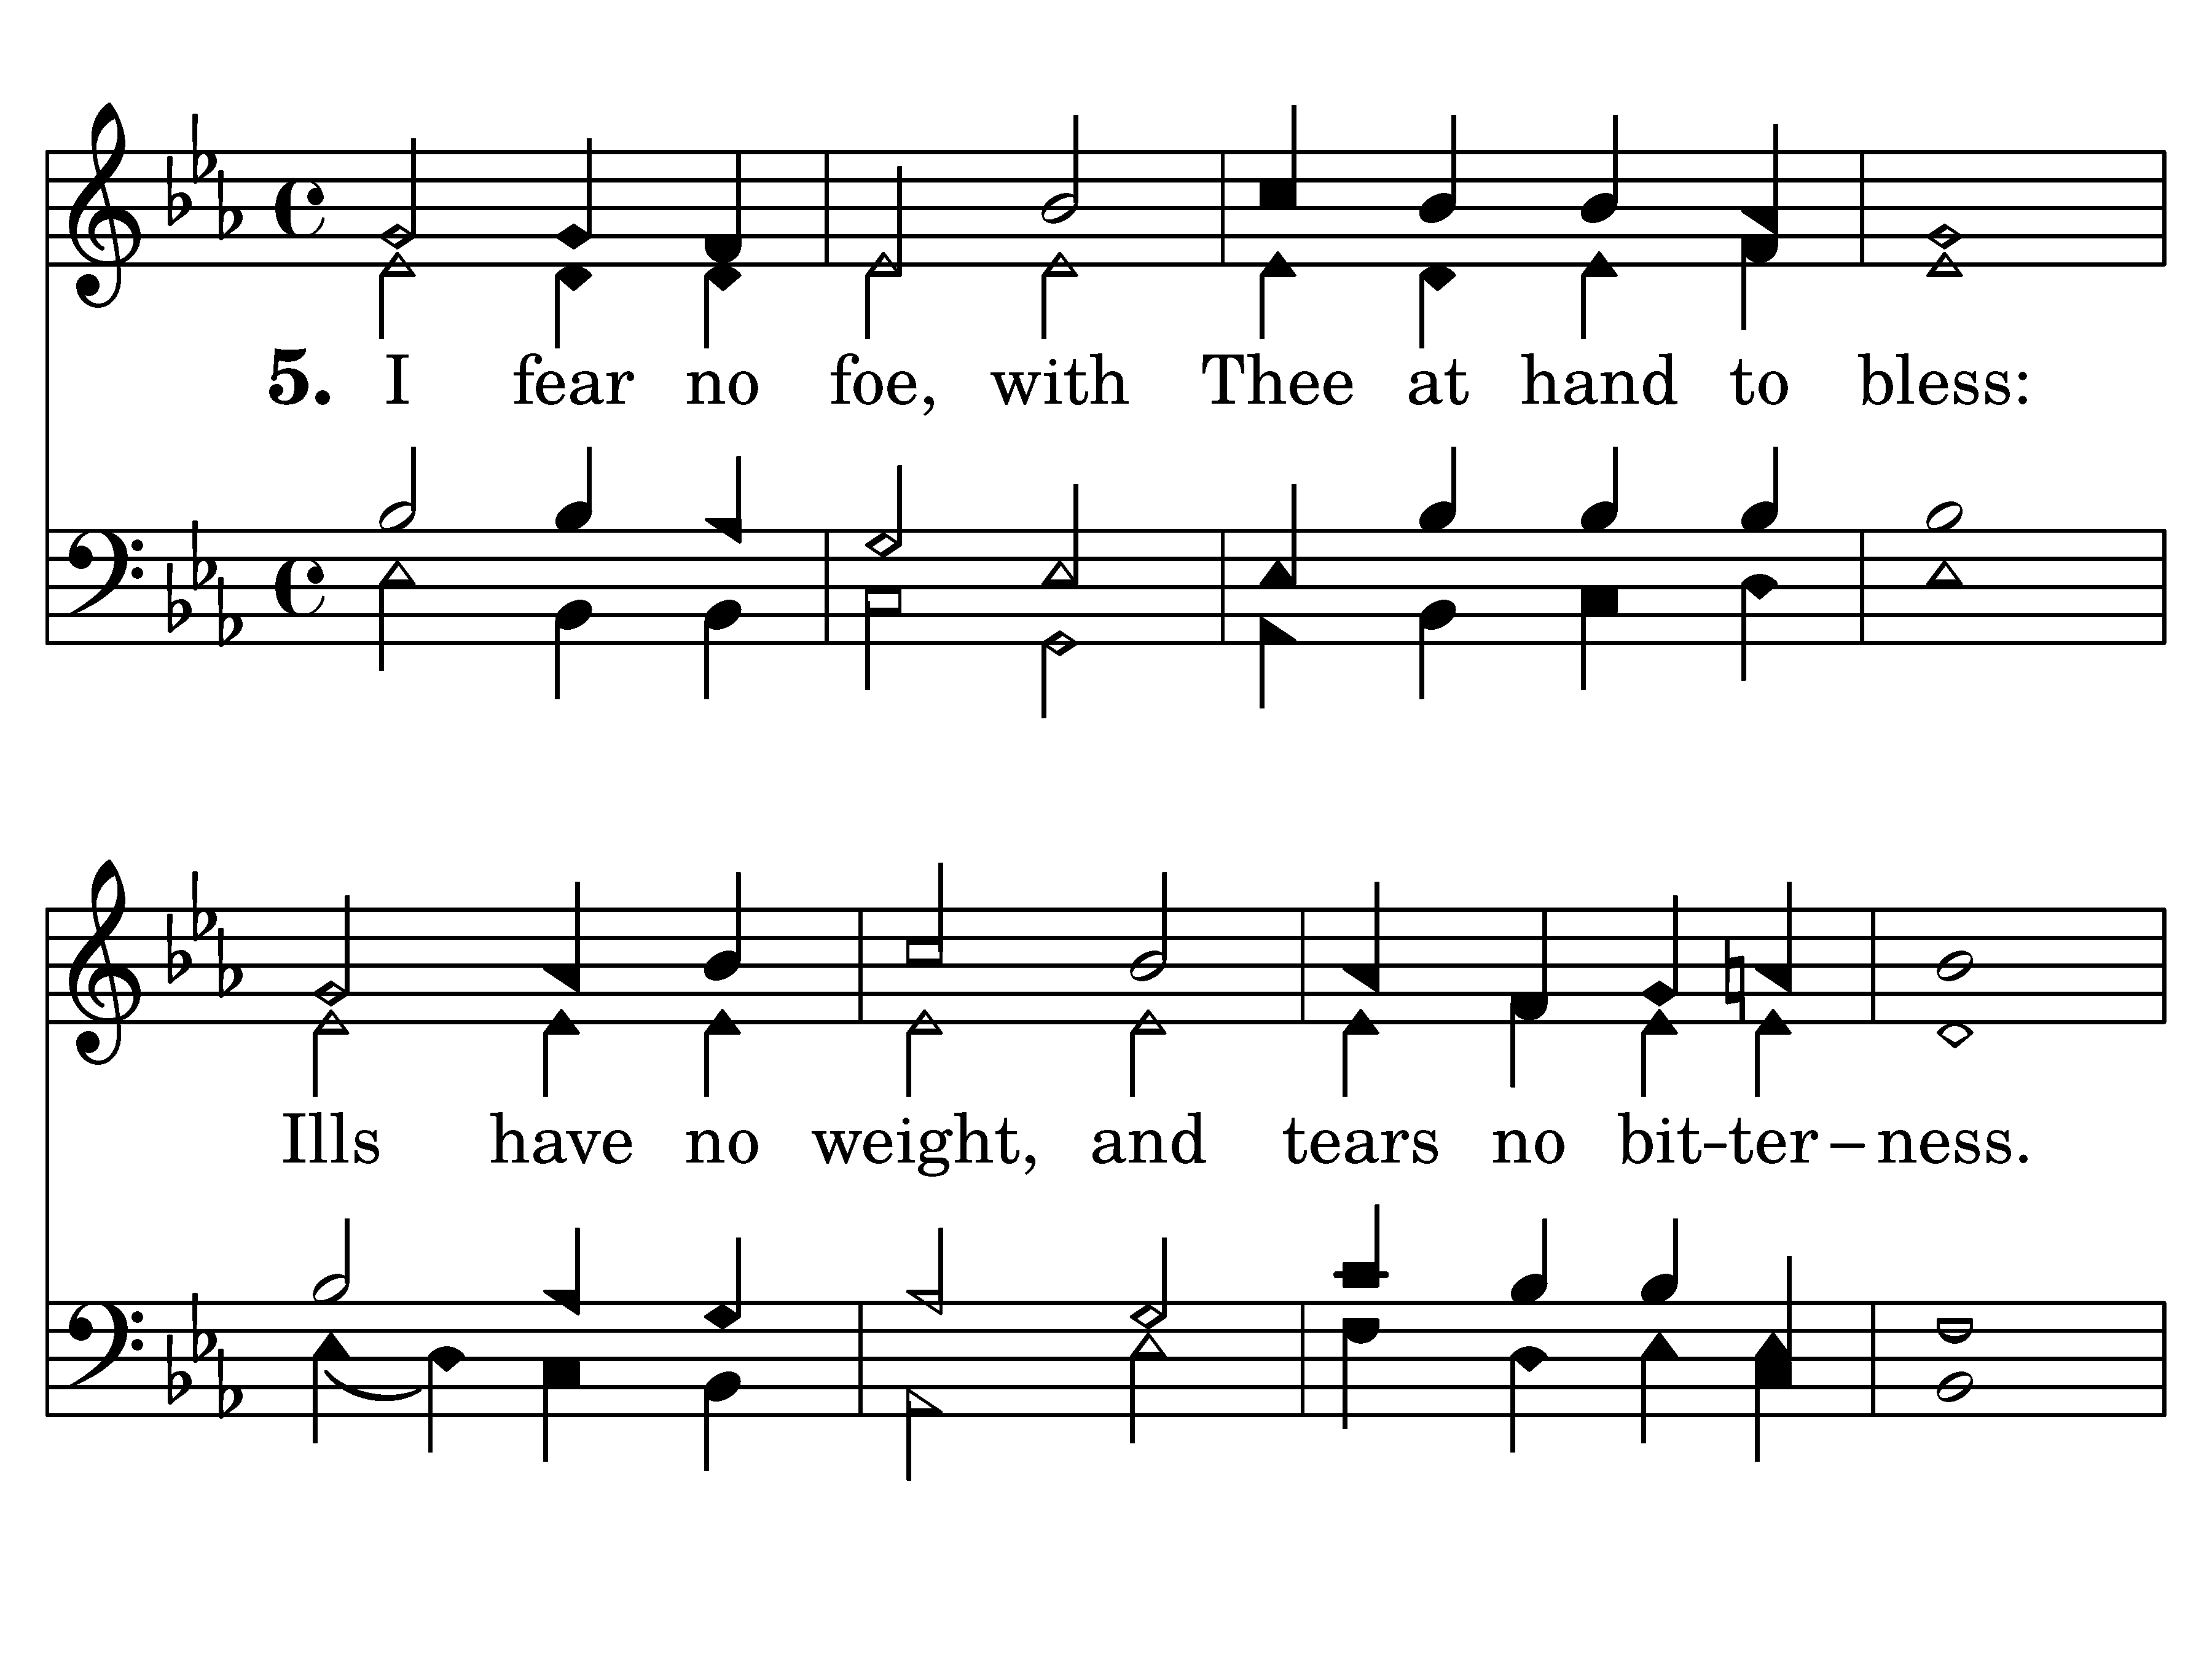 5. I fear no foe, with Thee at hand to bless:
Ills have no weight, and tears no bit-ter-ness.